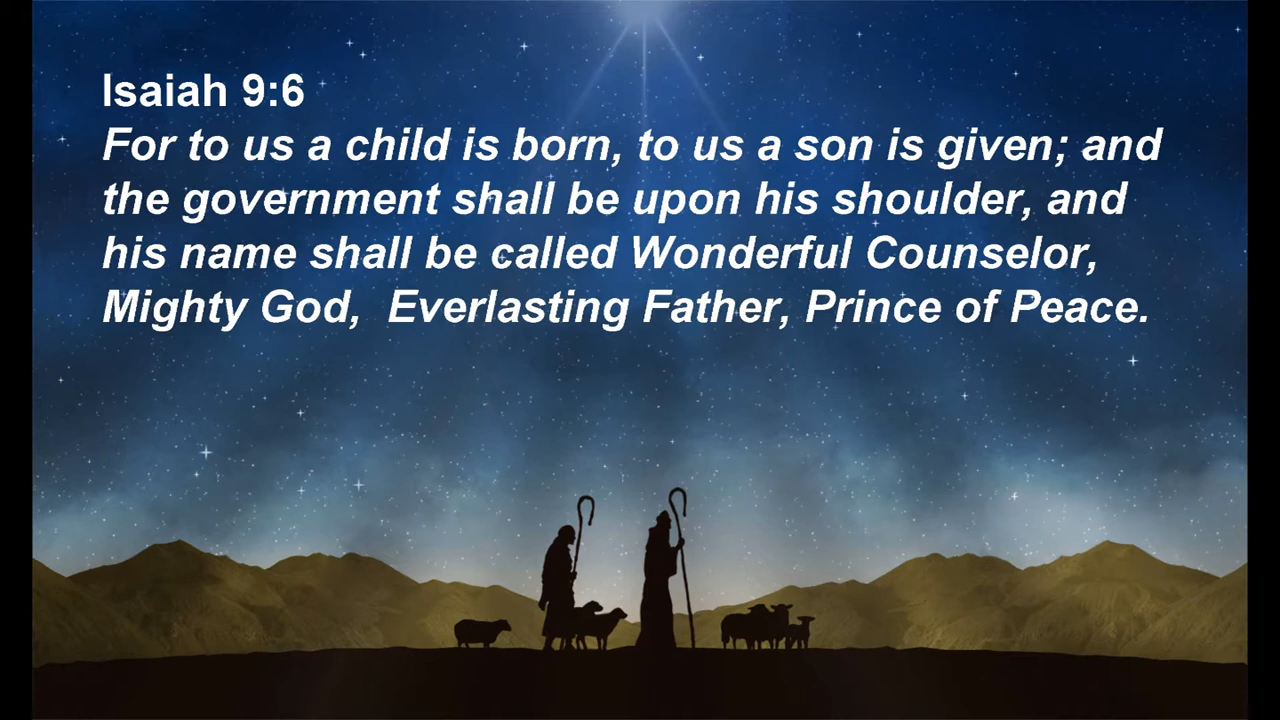 Isaiah 9:6
For to us a child is born, to us a son is given; and
the government shall be upon his shoulder, and
his name shall be called Wonderful Counselor,
Mighty God,  Everlasting Father, Prince of Peace.